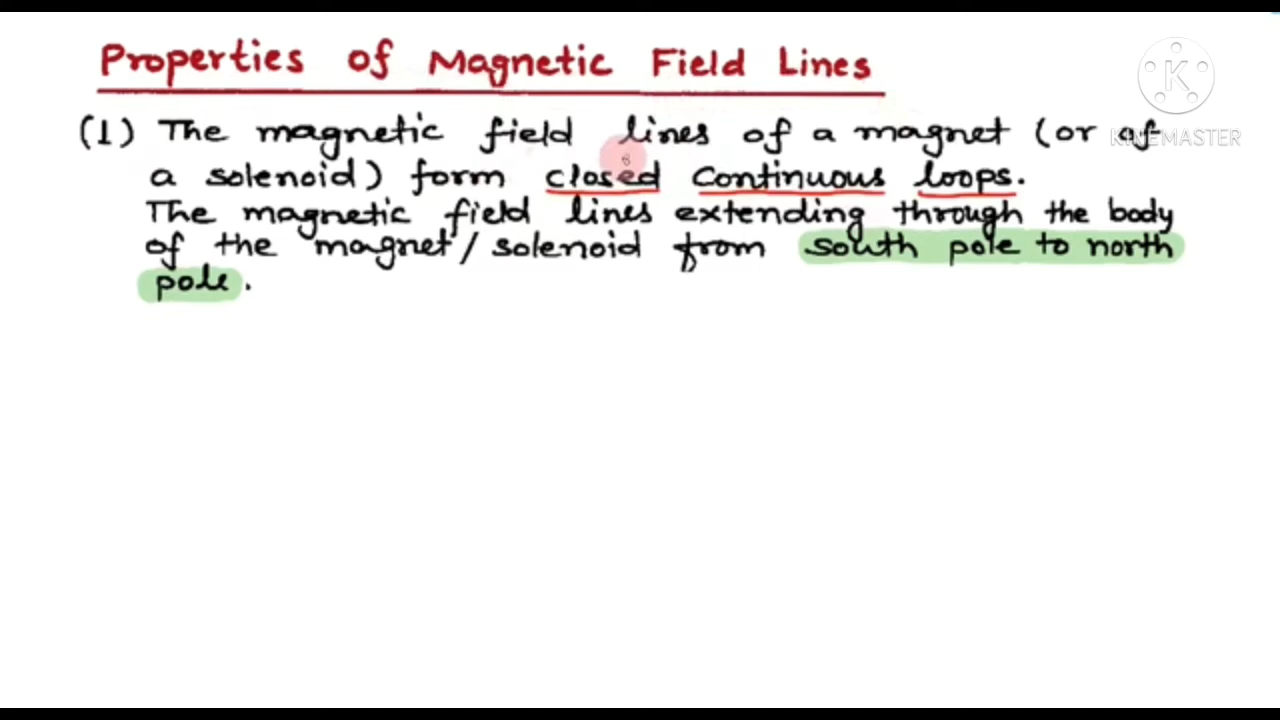 Properties of Magnetic Field Lines
K
KINEMASTER
(1) The magnetic field lines of a magnet (or of
a solenoid) form closed continuous loops.
The magnetic field lines extending through the body
of the magnet/solenoid from south pole to north
pole.